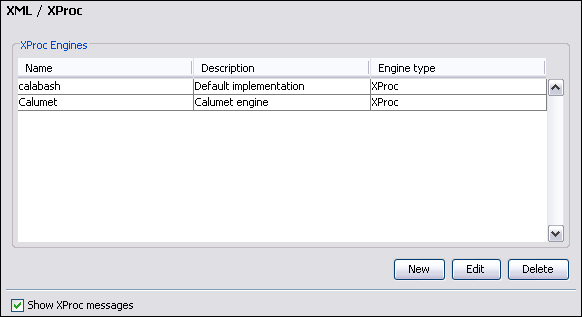 XML / XProc
XProc Engines
Name Description Engine type
calabash Default implementation XProc
Calumet Calumet engine XProc
New Edit Delete
Show XProc messages